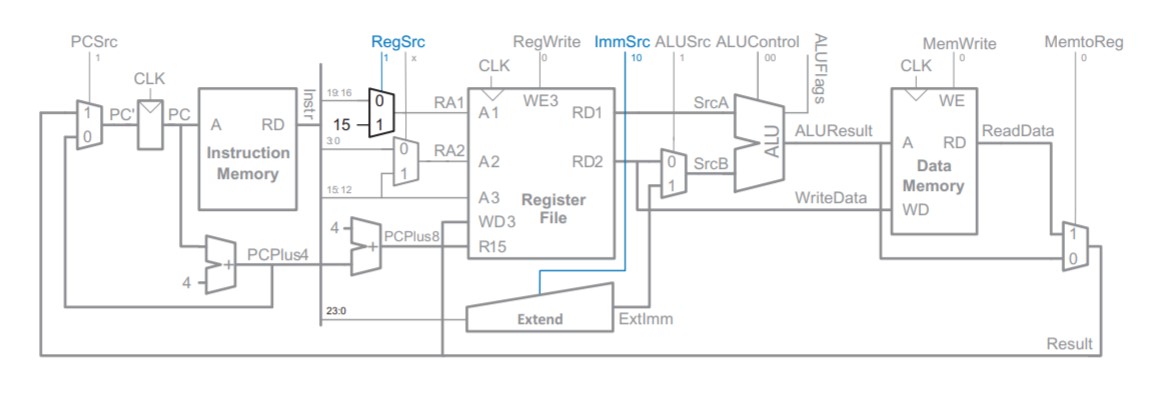 PCSrc
1
RegSrc
1 x
RegWrite
0
ImmSrc
10
ALUSrc
1
ALUControl
00
ALUFlags
MemWrite
0
MemtoReg
0
CLK
CLK
CLK
1
0
PC'
PC
A RD
Instruction
Memory
Instr
19:16
15
3:0
15:12
23:0
0
1
0
1
RA1
RA2
A1
A2
A3
WD3
R15
WE3
RD1
RD2
Register
File
4
+
PCPlus8
PCPlus4
4
+
Extend
ExtImm
0
1
SrcA
SrcB
ALU
ALUResult
WriteData
WE
A RD
Data
Memory
WD
ReadData
1
0
Result